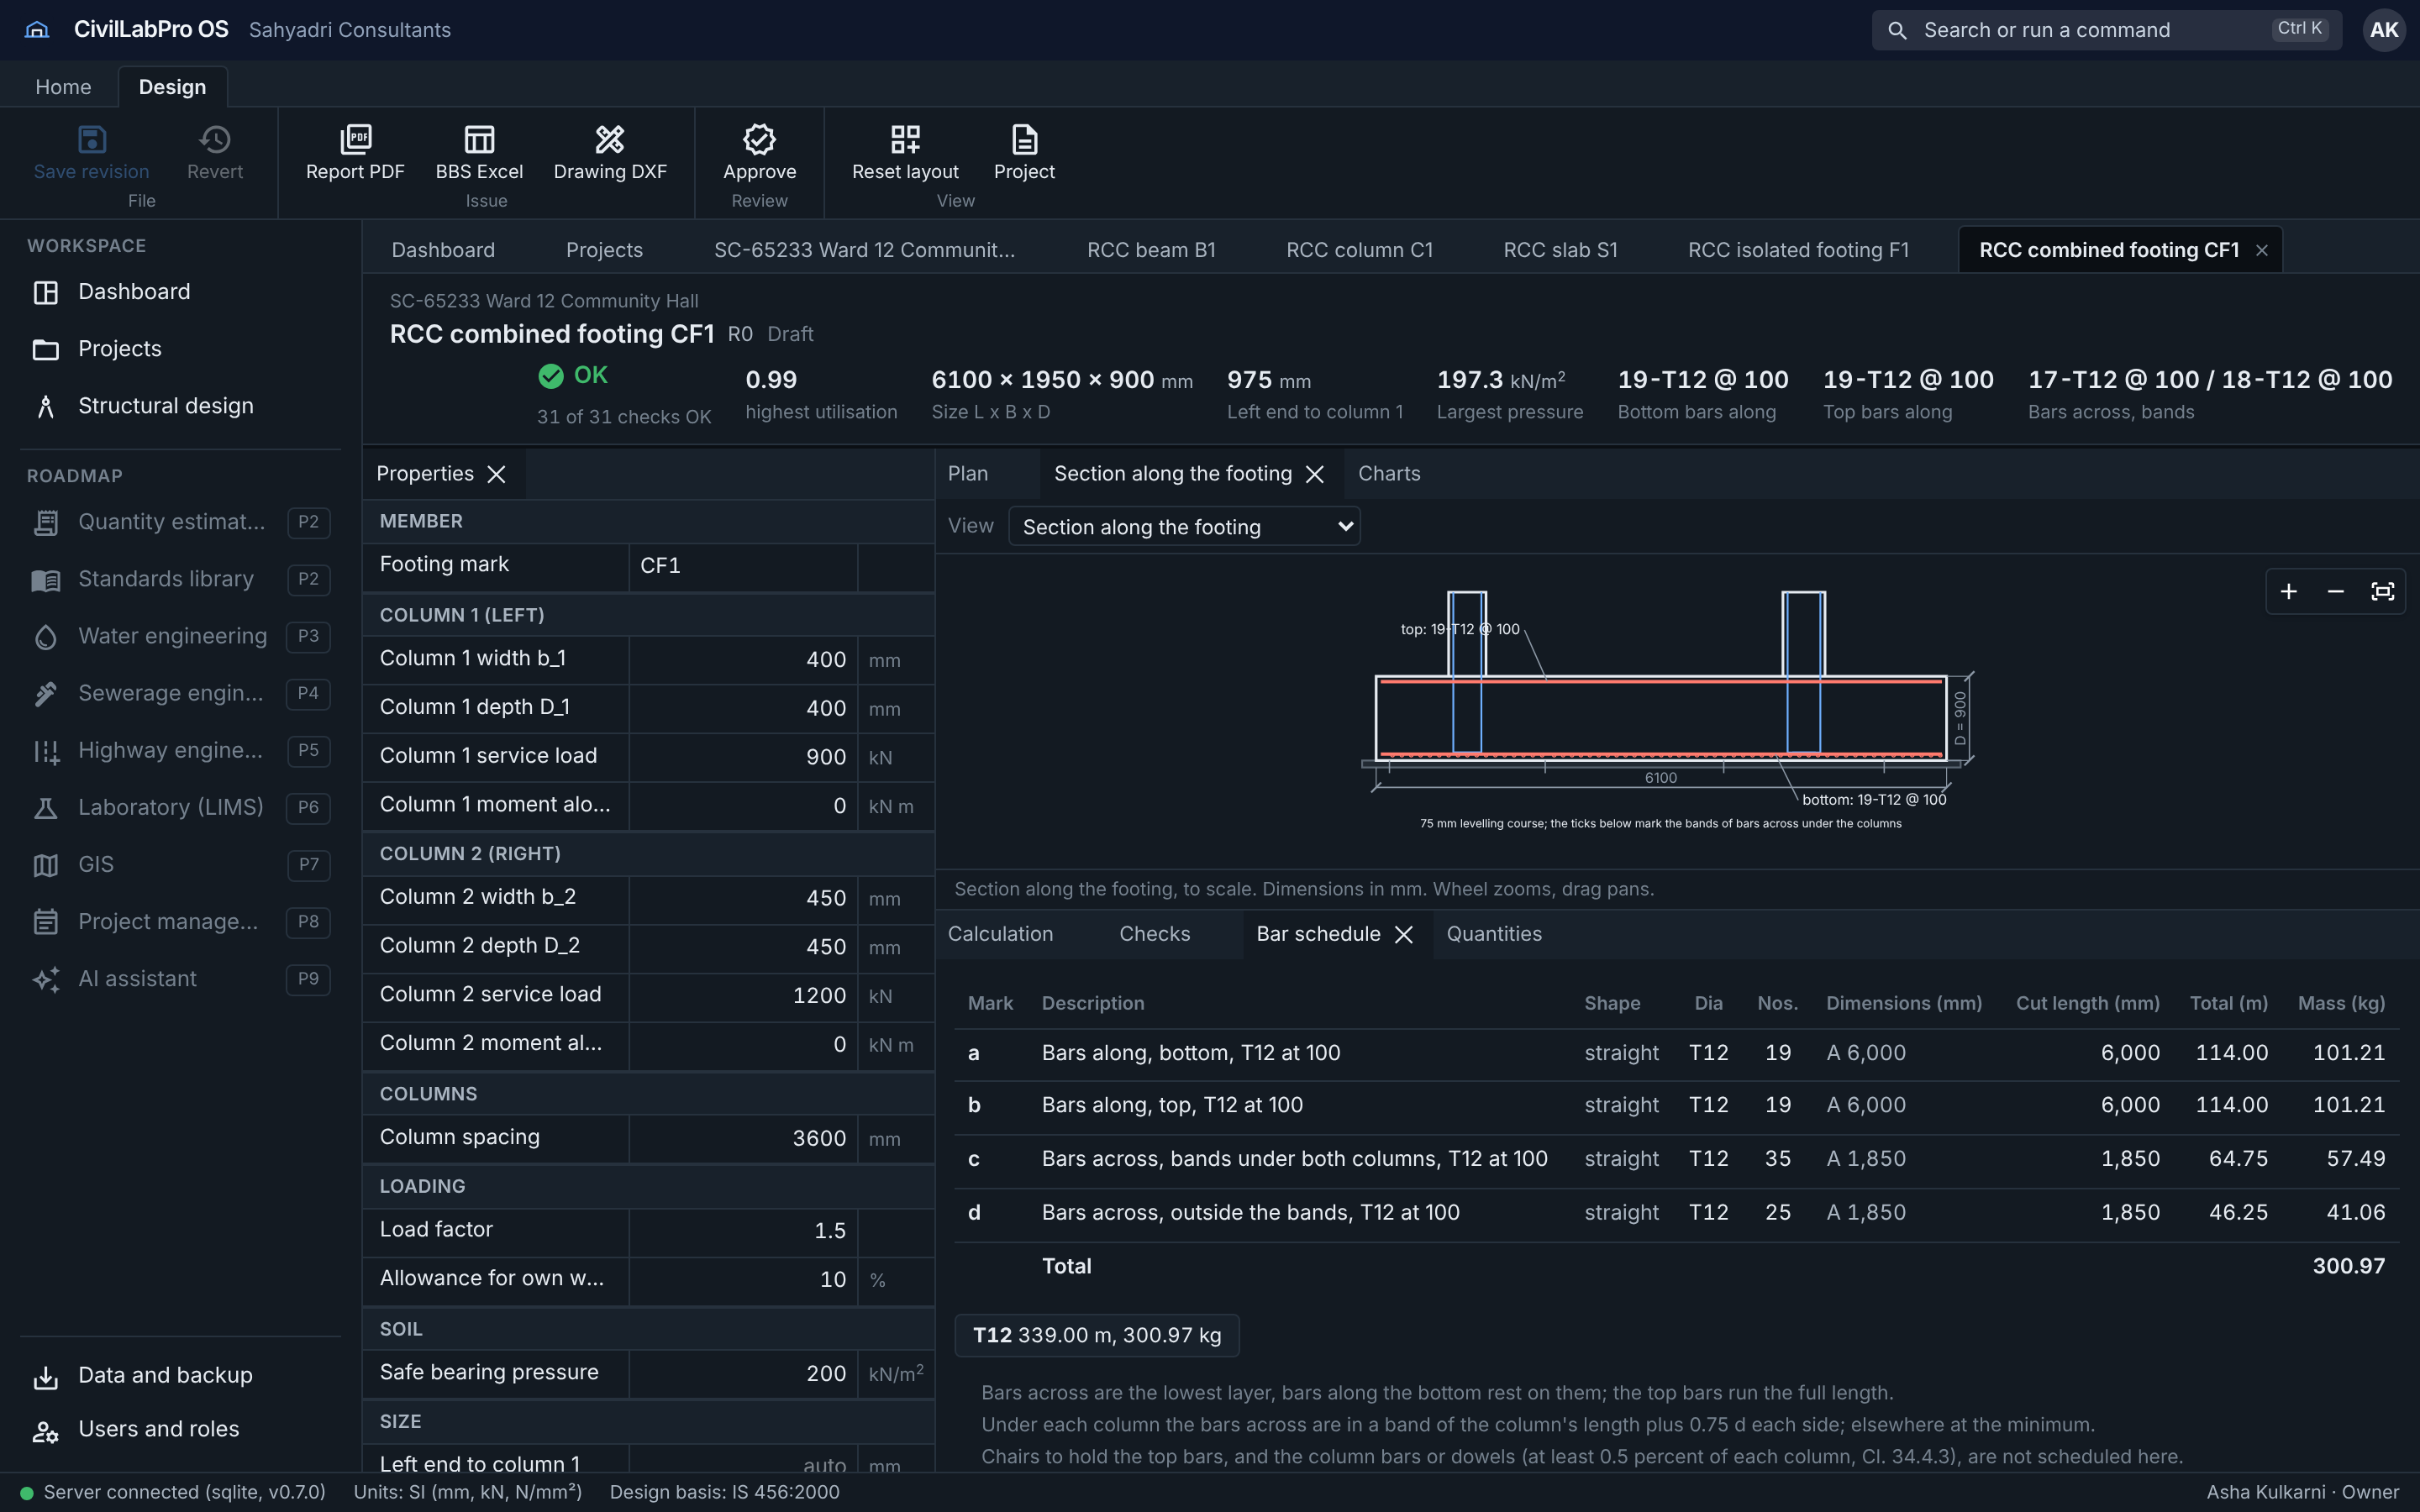 CivilLabPro OS Sahyadri Consultants Search or run a command Ctrl K AK
Home Design
Save revision Revert Report PDF BBS Excel Drawing DXF Approve Reset layout Project
File Issue Review View
WORKSPACE
Dashboard
Projects
Structural design
ROADMAP
Quantity estimat... P2
Standards library P2
Water engineering P3
Sewerage engin... P4
Highway engine... P5
Laboratory (LIMS) P6
GIS P7
Project manage... P8
AI assistant P9
Data and backup
Users and roles
Dashboard Projects SC-65233 Ward 12 Communit... RCC beam B1 RCC column C1 RCC slab S1 RCC isolated footing F1 RCC combined footing CF1
SC-65233 Ward 12 Community Hall
RCC combined footing CF1 R0 Draft
OK 0.99 6100 × 1950 × 900 mm 975 mm 197.3 kN/m² 19-T12 @ 100 19-T12 @ 100 17-T12 @ 100 / 18-T12 @ 100
31 of 31 checks OK highest utilisation Size L x B x D Left end to column 1 Largest pressure Bottom bars along Top bars along Bars across, bands
Properties
MEMBER
Footing mark CF1
COLUMN 1 (LEFT)
Column 1 width b_1 400 mm
Column 1 depth D_1 400 mm
Column 1 service load 900 kN
Column 1 moment alo... 0 kN m
COLUMN 2 (RIGHT)
Column 2 width b_2 450 mm
Column 2 depth D_2 450 mm
Column 2 service load 1200 kN
Column 2 moment al... 0 kN m
COLUMNS
Column spacing 3600 mm
LOADING
Load factor 1.5
Allowance for own w... 10 %
SOIL
Safe bearing pressure 200 kN/m²
SIZE
Left end to column 1 auto mm
Plan Section along the footing Charts
View Section along the footing
top: 19-T12 @ 100
D = 900
6100
bottom: 19-T12 @ 100
75 mm levelling course; the ticks below mark the bands of bars across under the columns
Section along the footing, to scale. Dimensions in mm. Wheel zooms, drag pans.
Calculation Checks Bar schedule Quantities
Mark Description Shape Dia Nos. Dimensions (mm) Cut length (mm) Total (m) Mass (kg)
a Bars along, bottom, T12 at 100 straight T12 19 A 6,000 6,000 114.00 101.21
b Bars along, top, T12 at 100 straight T12 19 A 6,000 6,000 114.00 101.21
c Bars across, bands under both columns, T12 at 100 straight T12 35 A 1,850 1,850 64.75 57.49
d Bars across, outside the bands, T12 at 100 straight T12 25 A 1,850 1,850 46.25 41.06
Total 300.97
T12 339.00 m, 300.97 kg
Bars across are the lowest layer, bars along the bottom rest on them; the top bars run the full length.
Under each column the bars across are in a band of the column's length plus 0.75 d each side; elsewhere at the minimum.
Chairs to hold the top bars, and the column bars or dowels (at least 0.5 percent of each column, Cl. 34.4.3), are not scheduled here.
Server connected (sqlite, v0.7.0) Units: SI (mm, kN, N/mm²) Design basis: IS 456:2000 Asha Kulkarni · Owner